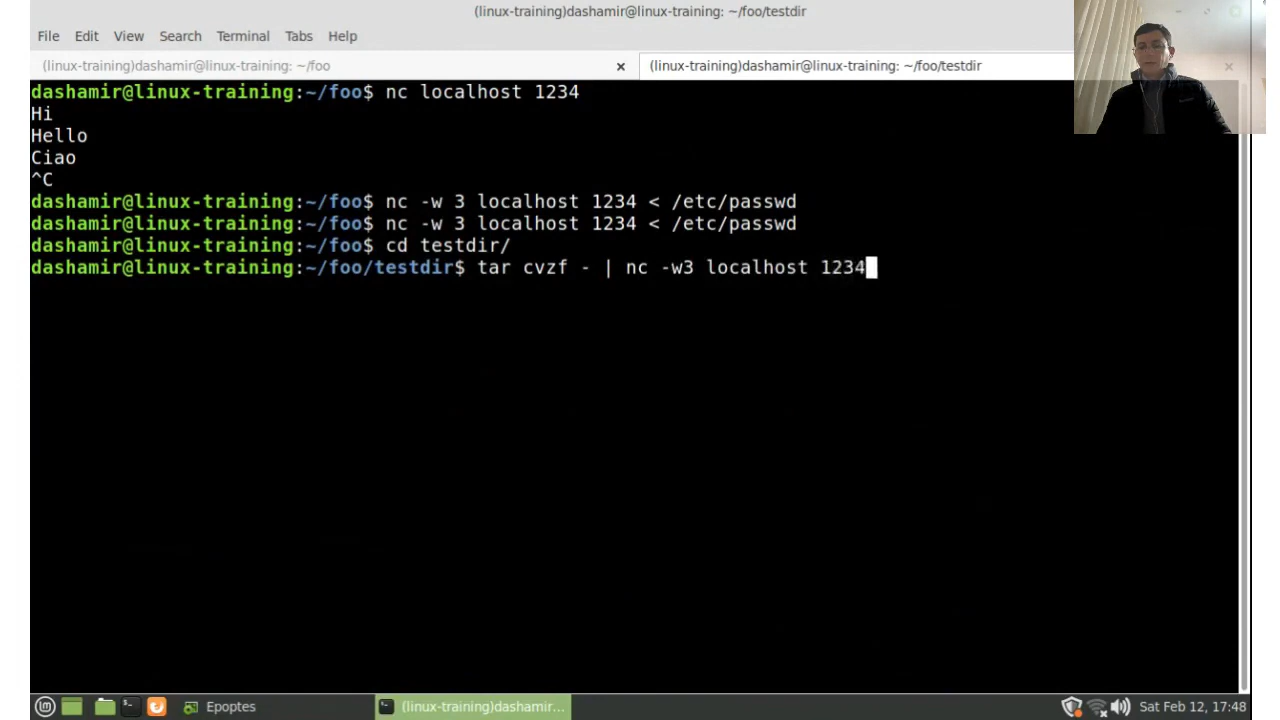 (linux-training)dashamir@linux-training: ~/foo/testdir
File Edit View Search Terminal Tabs Help
(linux-training)dashamir@linux-training: ~/foo
(linux-training)dashamir@linux-training: ~/foo/testdir
dashamir@linux-training:~/foo$ nc localhost 1234
Hi
Hello
Ciao
^C
dashamir@linux-training:~/foo$ nc -w 3 localhost 1234 < /etc/passwd
dashamir@linux-training:~/foo$ nc -w 3 localhost 1234 < /etc/passwd
dashamir@linux-training:~/foo$ cd testdir/
dashamir@linux-training:~/foo/testdir$ tar cvzf - | nc -w3 localhost 1234
Epoptes
(linux-training)dashamir...
Sat Feb 12, 17:48